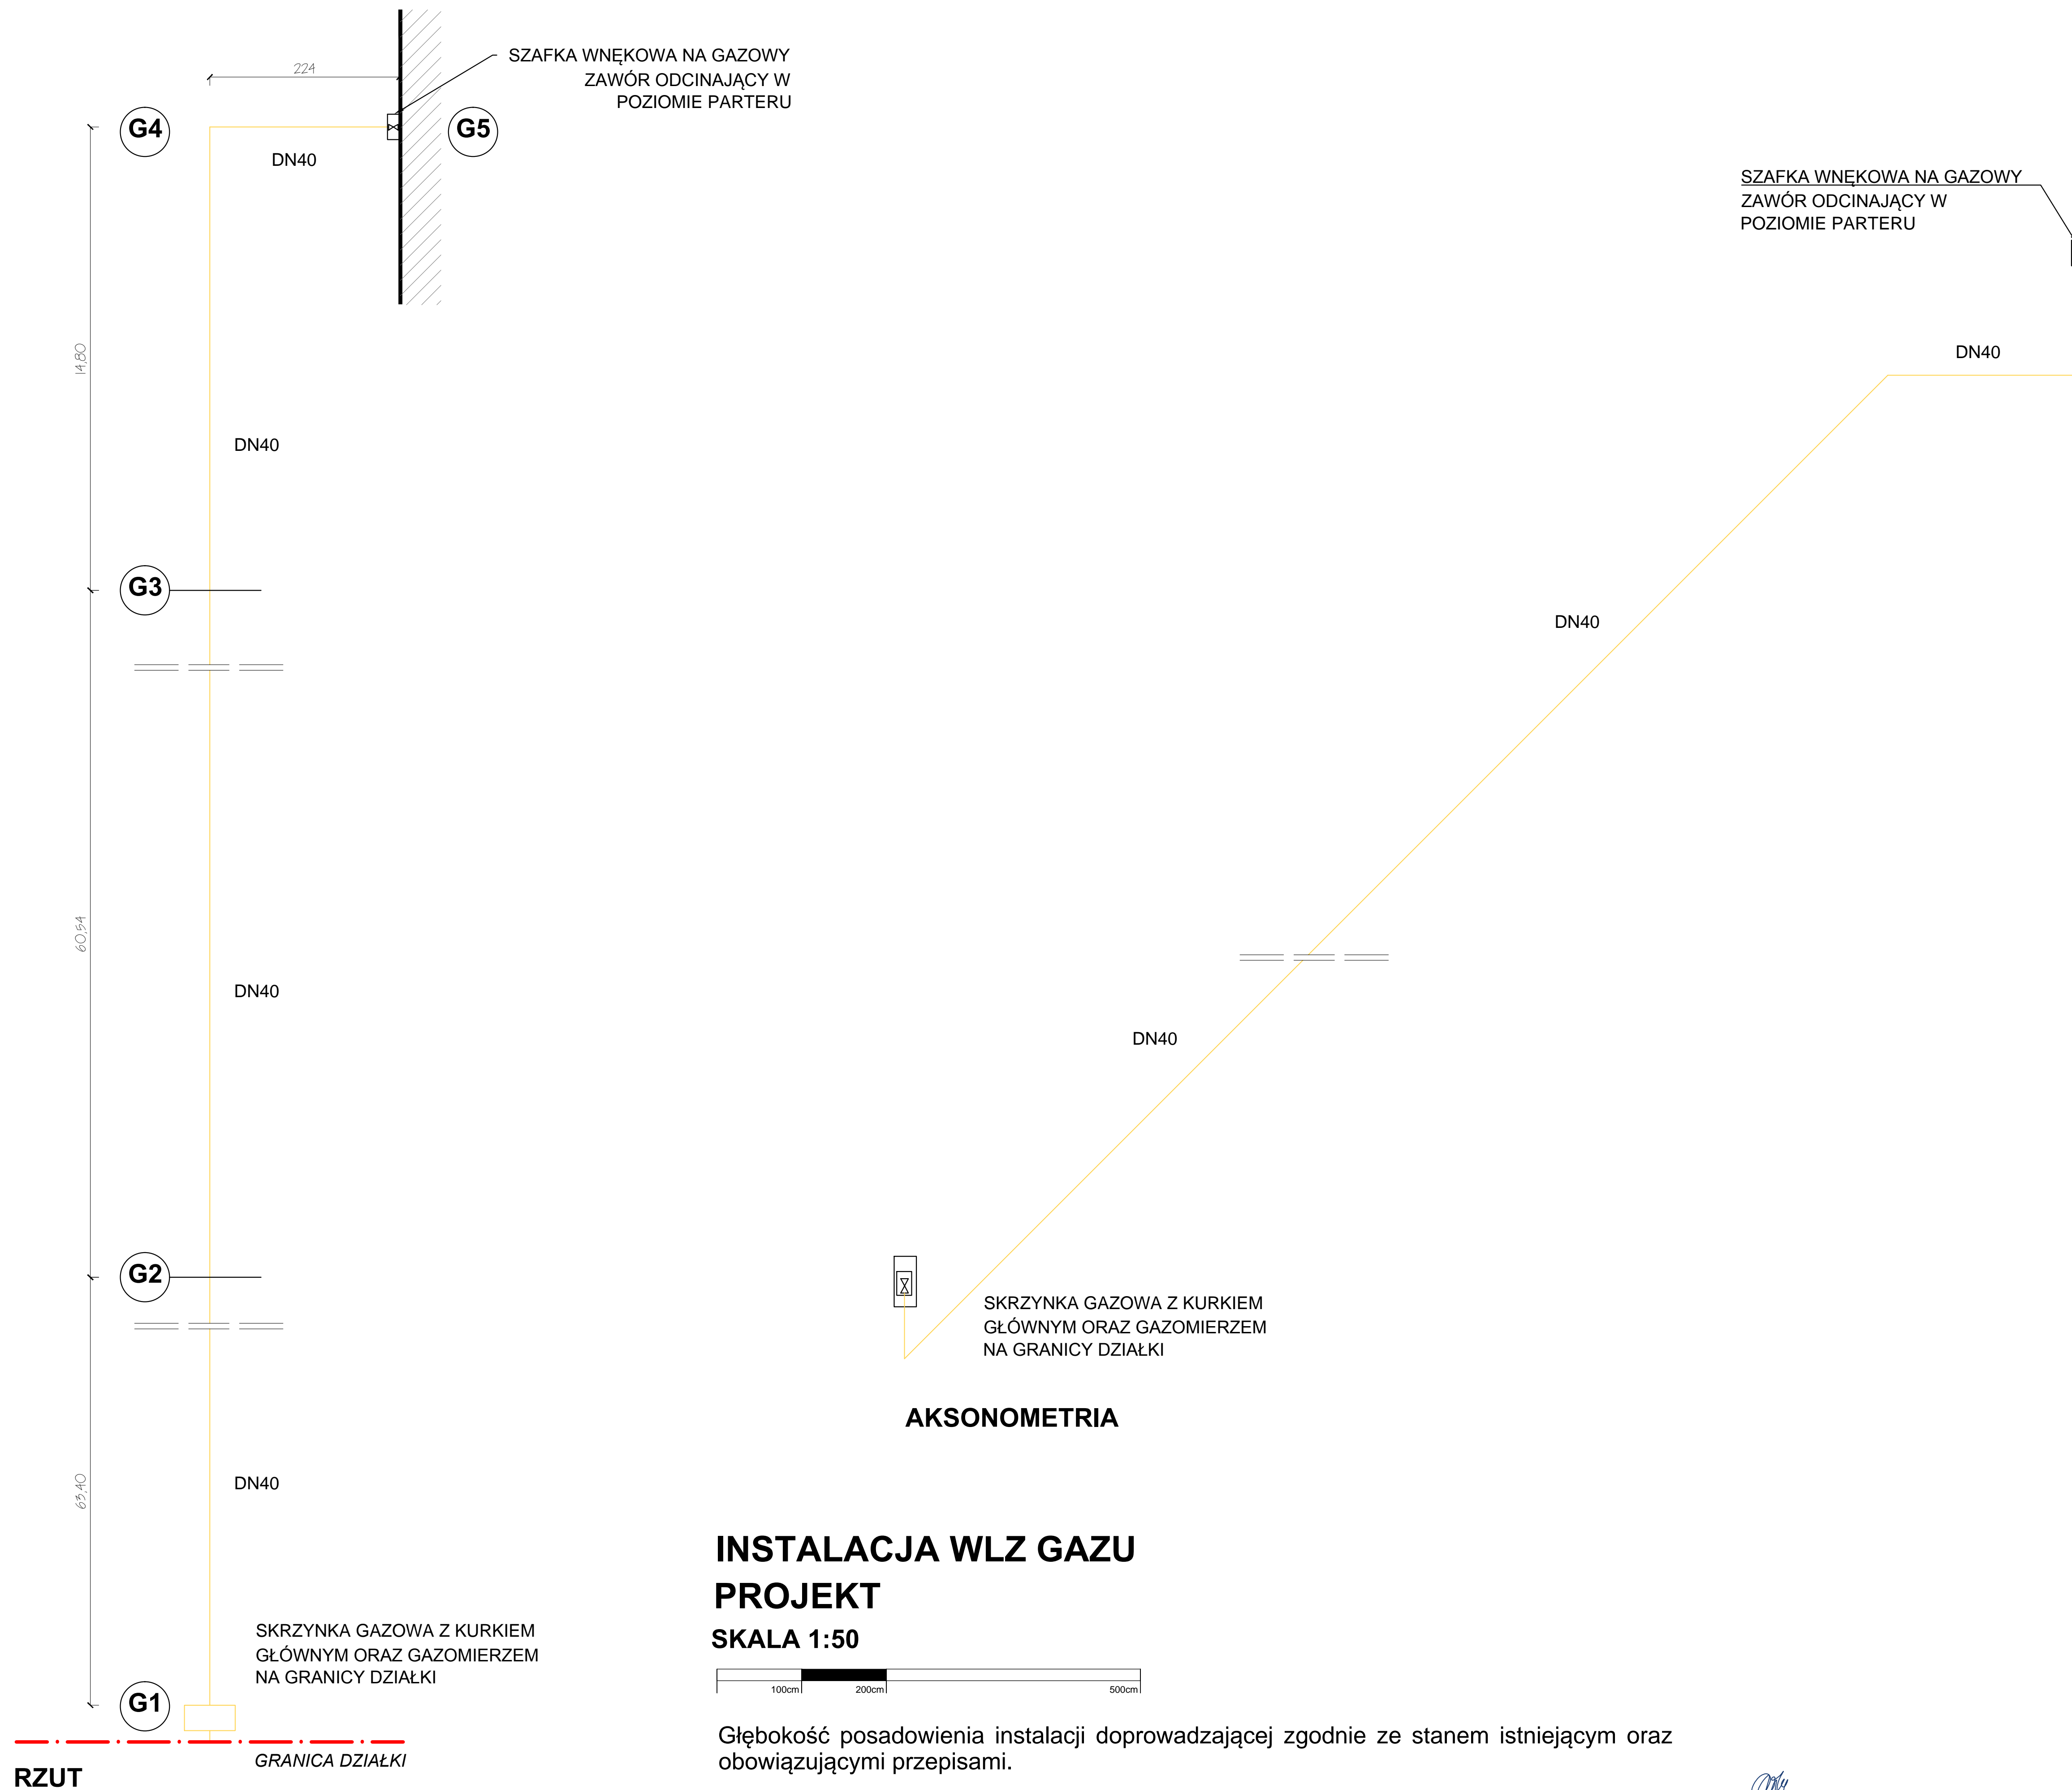 224
SZAFKA WNĘKOWA NA GAZOWY
ZAWÓR ODCINAJĄCY W
POZIOMIE PARTERU
G4
G5
DN40
14,80
DN40
G3
60,54
DN40
G2
63,40
DN40
SKRZYNKA GAZOWA Z KURKIEM
GŁÓWNYM ORAZ GAZOMIERZEM
NA GRANICY DZIAŁKI
G1
GRANICA DZIAŁKI
RZUT
SZAFKA WNĘKOWA NA GAZOWY
ZAWÓR ODCINAJĄCY W
POZIOMIE PARTERU
DN40
DN40
DN40
SKRZYNKA GAZOWA Z KURKIEM
GŁÓWNYM ORAZ GAZOMIERZEM
NA GRANICY DZIAŁKI
AKSONOMETRIA
INSTALACJA WLZ GAZU
PROJEKT
SKALA 1:50
100cm 200cm 500cm
Głębokość posadowienia instalacji doprowadzającej zgodnie ze stanem istniejącym oraz
obowiązującymi przepisami.